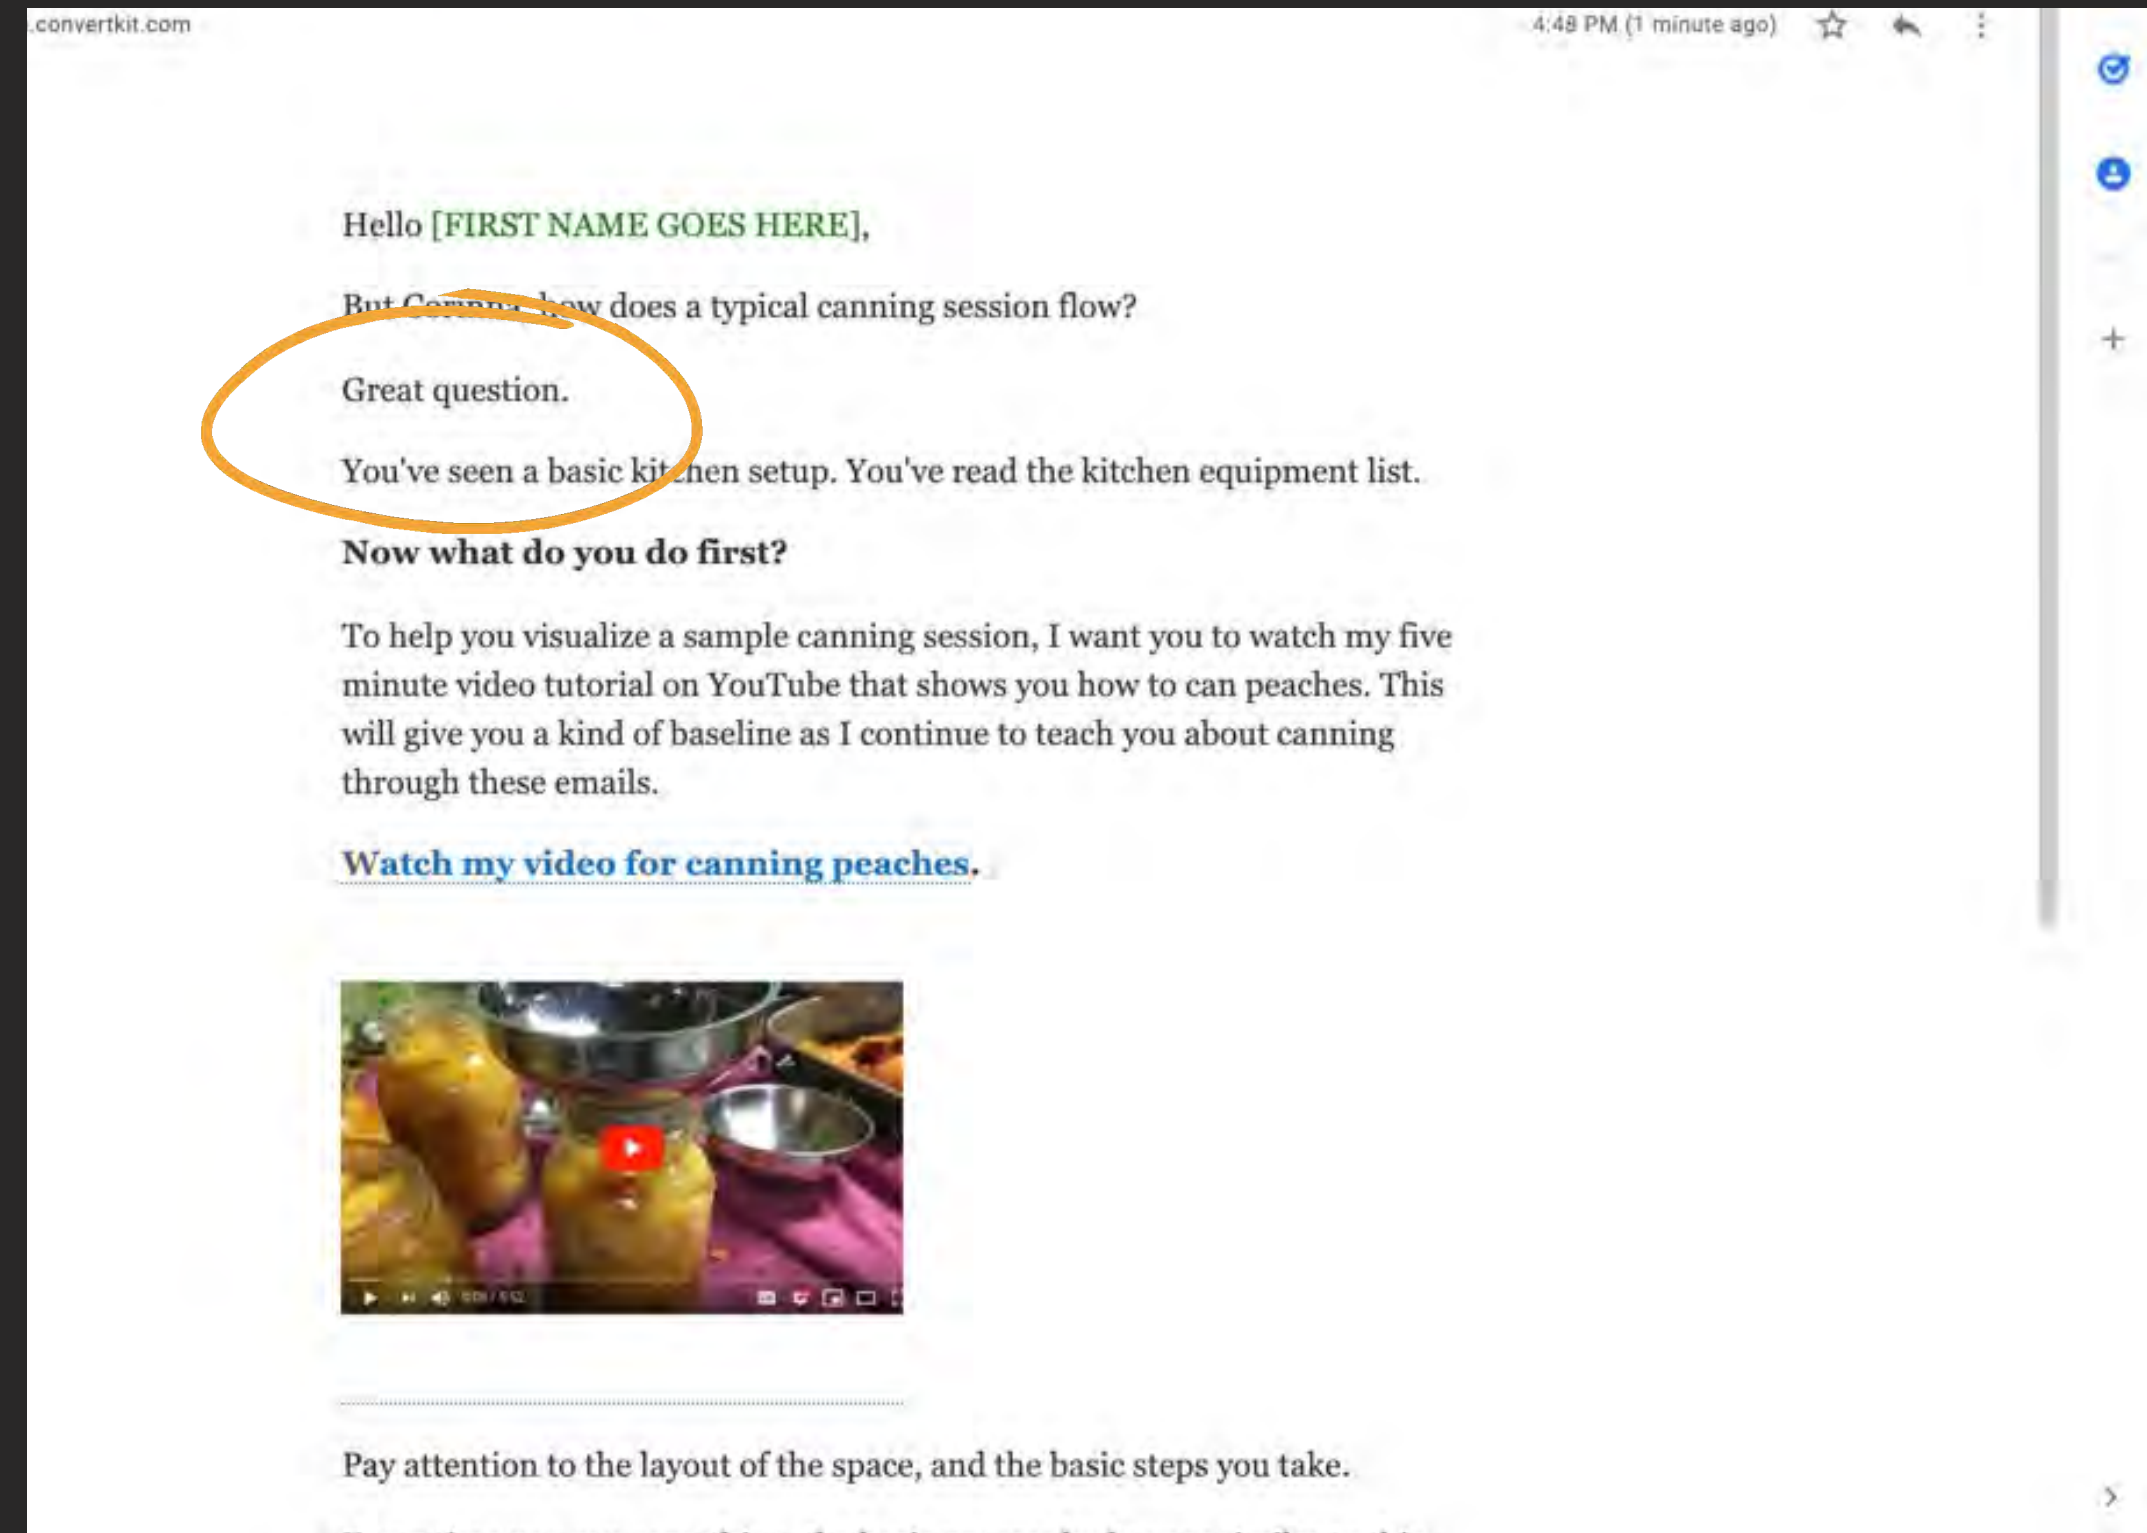 .convertkit.com
4:48 PM (1 minute ago)
Hello [FIRST NAME GOES HERE],
But how does a typical canning session flow?
Great question.
You've seen a basic kitchen setup. You've read the kitchen equipment list.
Now what do you do first?
To help you visualize a sample canning session, I want you to watch my five
minute video tutorial on YouTube that shows you how to can peaches. This
will give you a kind of baseline as I continue to teach you about canning
through these emails.
Watch my video for canning peaches.
Pay attention to the layout of the space, and the basic steps you take.